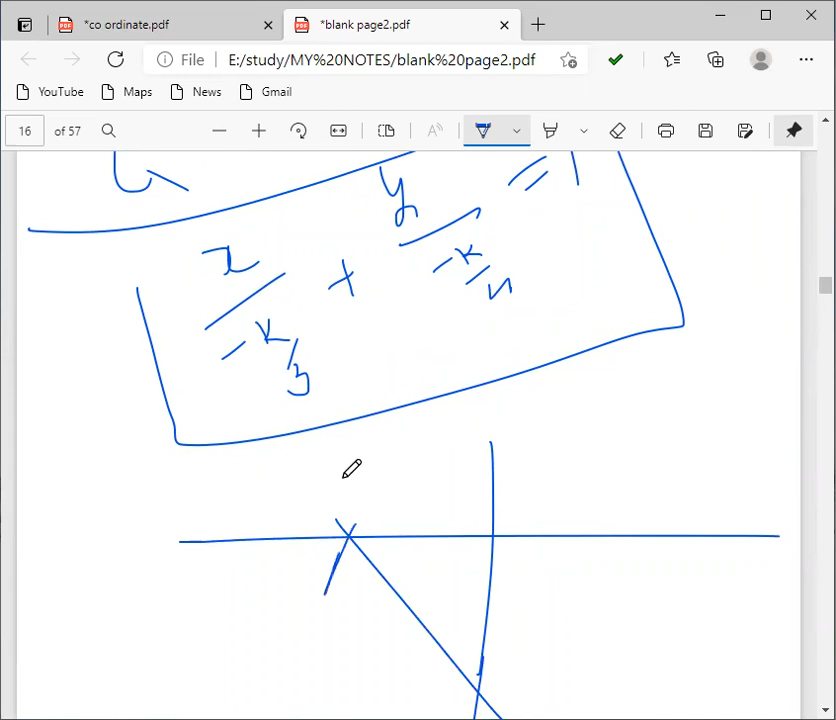 *co ordinate.pdf
*blank page2.pdf
File E:/study/MY%20NOTES/blank%20page2.pdf
YouTube Maps News Gmail
16 of 57
x/(-k/3) + y/(-k/4) = 1